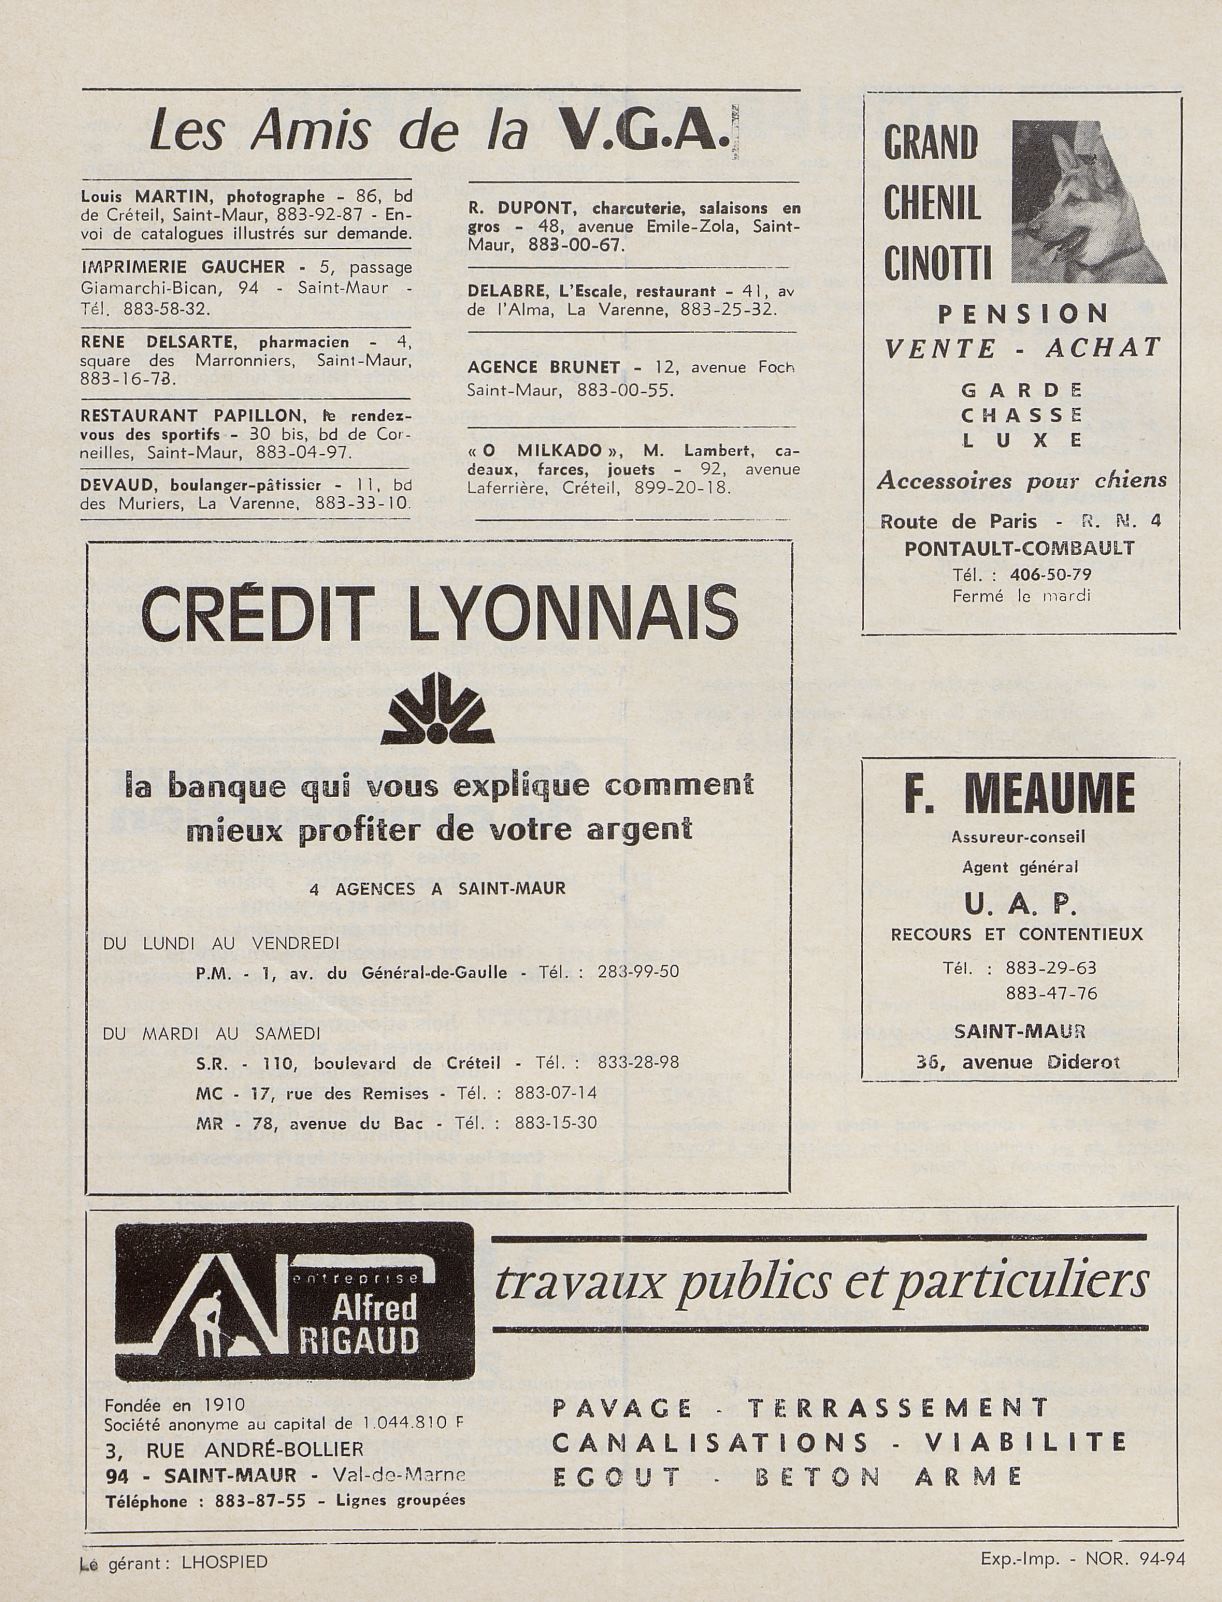 Les Amis de la V.G.A.
Louis MARTIN, photographe - 86, bd
de Créteil, Saint-Maur, 883-92-87 - En-
voi de catalogues illustrés sur demande.
IMPRIMERIE GAUCHER - 5, passage
Giamarchi-Bican, 94 - Saint-Maur -
Tél. 883-58-32.
RENE DELSARTE, pharmacien - 4,
square des Marronniers, Saint-Maur,
883-16-73.
RESTAURANT PAPILLON, le rendez-
vous des sportifs - 30 bis, bd de Cor-
neilles, Saint-Maur, 883-04-97.
DEVAUD, boulanger-pâtissier - 11, bd
des Muriers, La Varenne, 883-33-10.
R. DUPONT, charcuterie, salaisons en
gros - 48, avenue Emile-Zola, Saint-
Maur, 883-00-67.
DELABRE, L'Escale, restaurant - 41, av
de l'Alma, La Varenne, 883-25-32.
AGENCE BRUNET - 12, avenue Foch
Saint-Maur, 883-00-55.
« O MILKADO », M. Lambert, ca-
deaux, farces, jouets - 92, avenue
Laferrière, Créteil, 899-20-18.
GRAND
CHENIL
CINOTTI
PENSION
VENTE - ACHAT
GARDE
CHASSE
LUXE
Accessoires pour chiens
Route de Paris - R. N. 4
PONTAULT-COMBAULT
Tél. : 406-50-79
Fermé le mardi
CRÉDIT LYONNAIS
la banque qui vous explique comment
mieux profiter de votre argent
4 AGENCES A SAINT-MAUR
DU LUNDI AU VENDREDI
P.M. - 1, av. du Général-de-Gaulle - Tél. : 283-99-50
DU MARDI AU SAMEDI
S.R. - 110, boulevard de Créteil - Tél. : 833-28-98
MC - 17, rue des Remises - Tél. : 883-07-14
MR - 78, avenue du Bac - Tél. : 883-15-30
F. MEAUME
Assureur-conseil
Agent général
U. A. P.
RECOURS ET CONTENTIEUX
Tél. : 883-29-63
883-47-76
SAINT-MAUR
36, avenue Diderot
entreprise
Alfred
RIGAUD
Fondée en 1910
Société anonyme au capital de 1.044.810 F
3, RUE ANDRÉ-BOLLIER
94 - SAINT-MAUR - Val-de-Marne
Téléphone : 883-87-55 - Lignes groupées
travaux publics et particuliers
PAVAGE - TERRASSEMENT
CANALISATIONS - VIABILITE
EGOUT - BETON ARME
Le gérant : LHOSPIED
Exp.-Imp. - NOR. 94-94